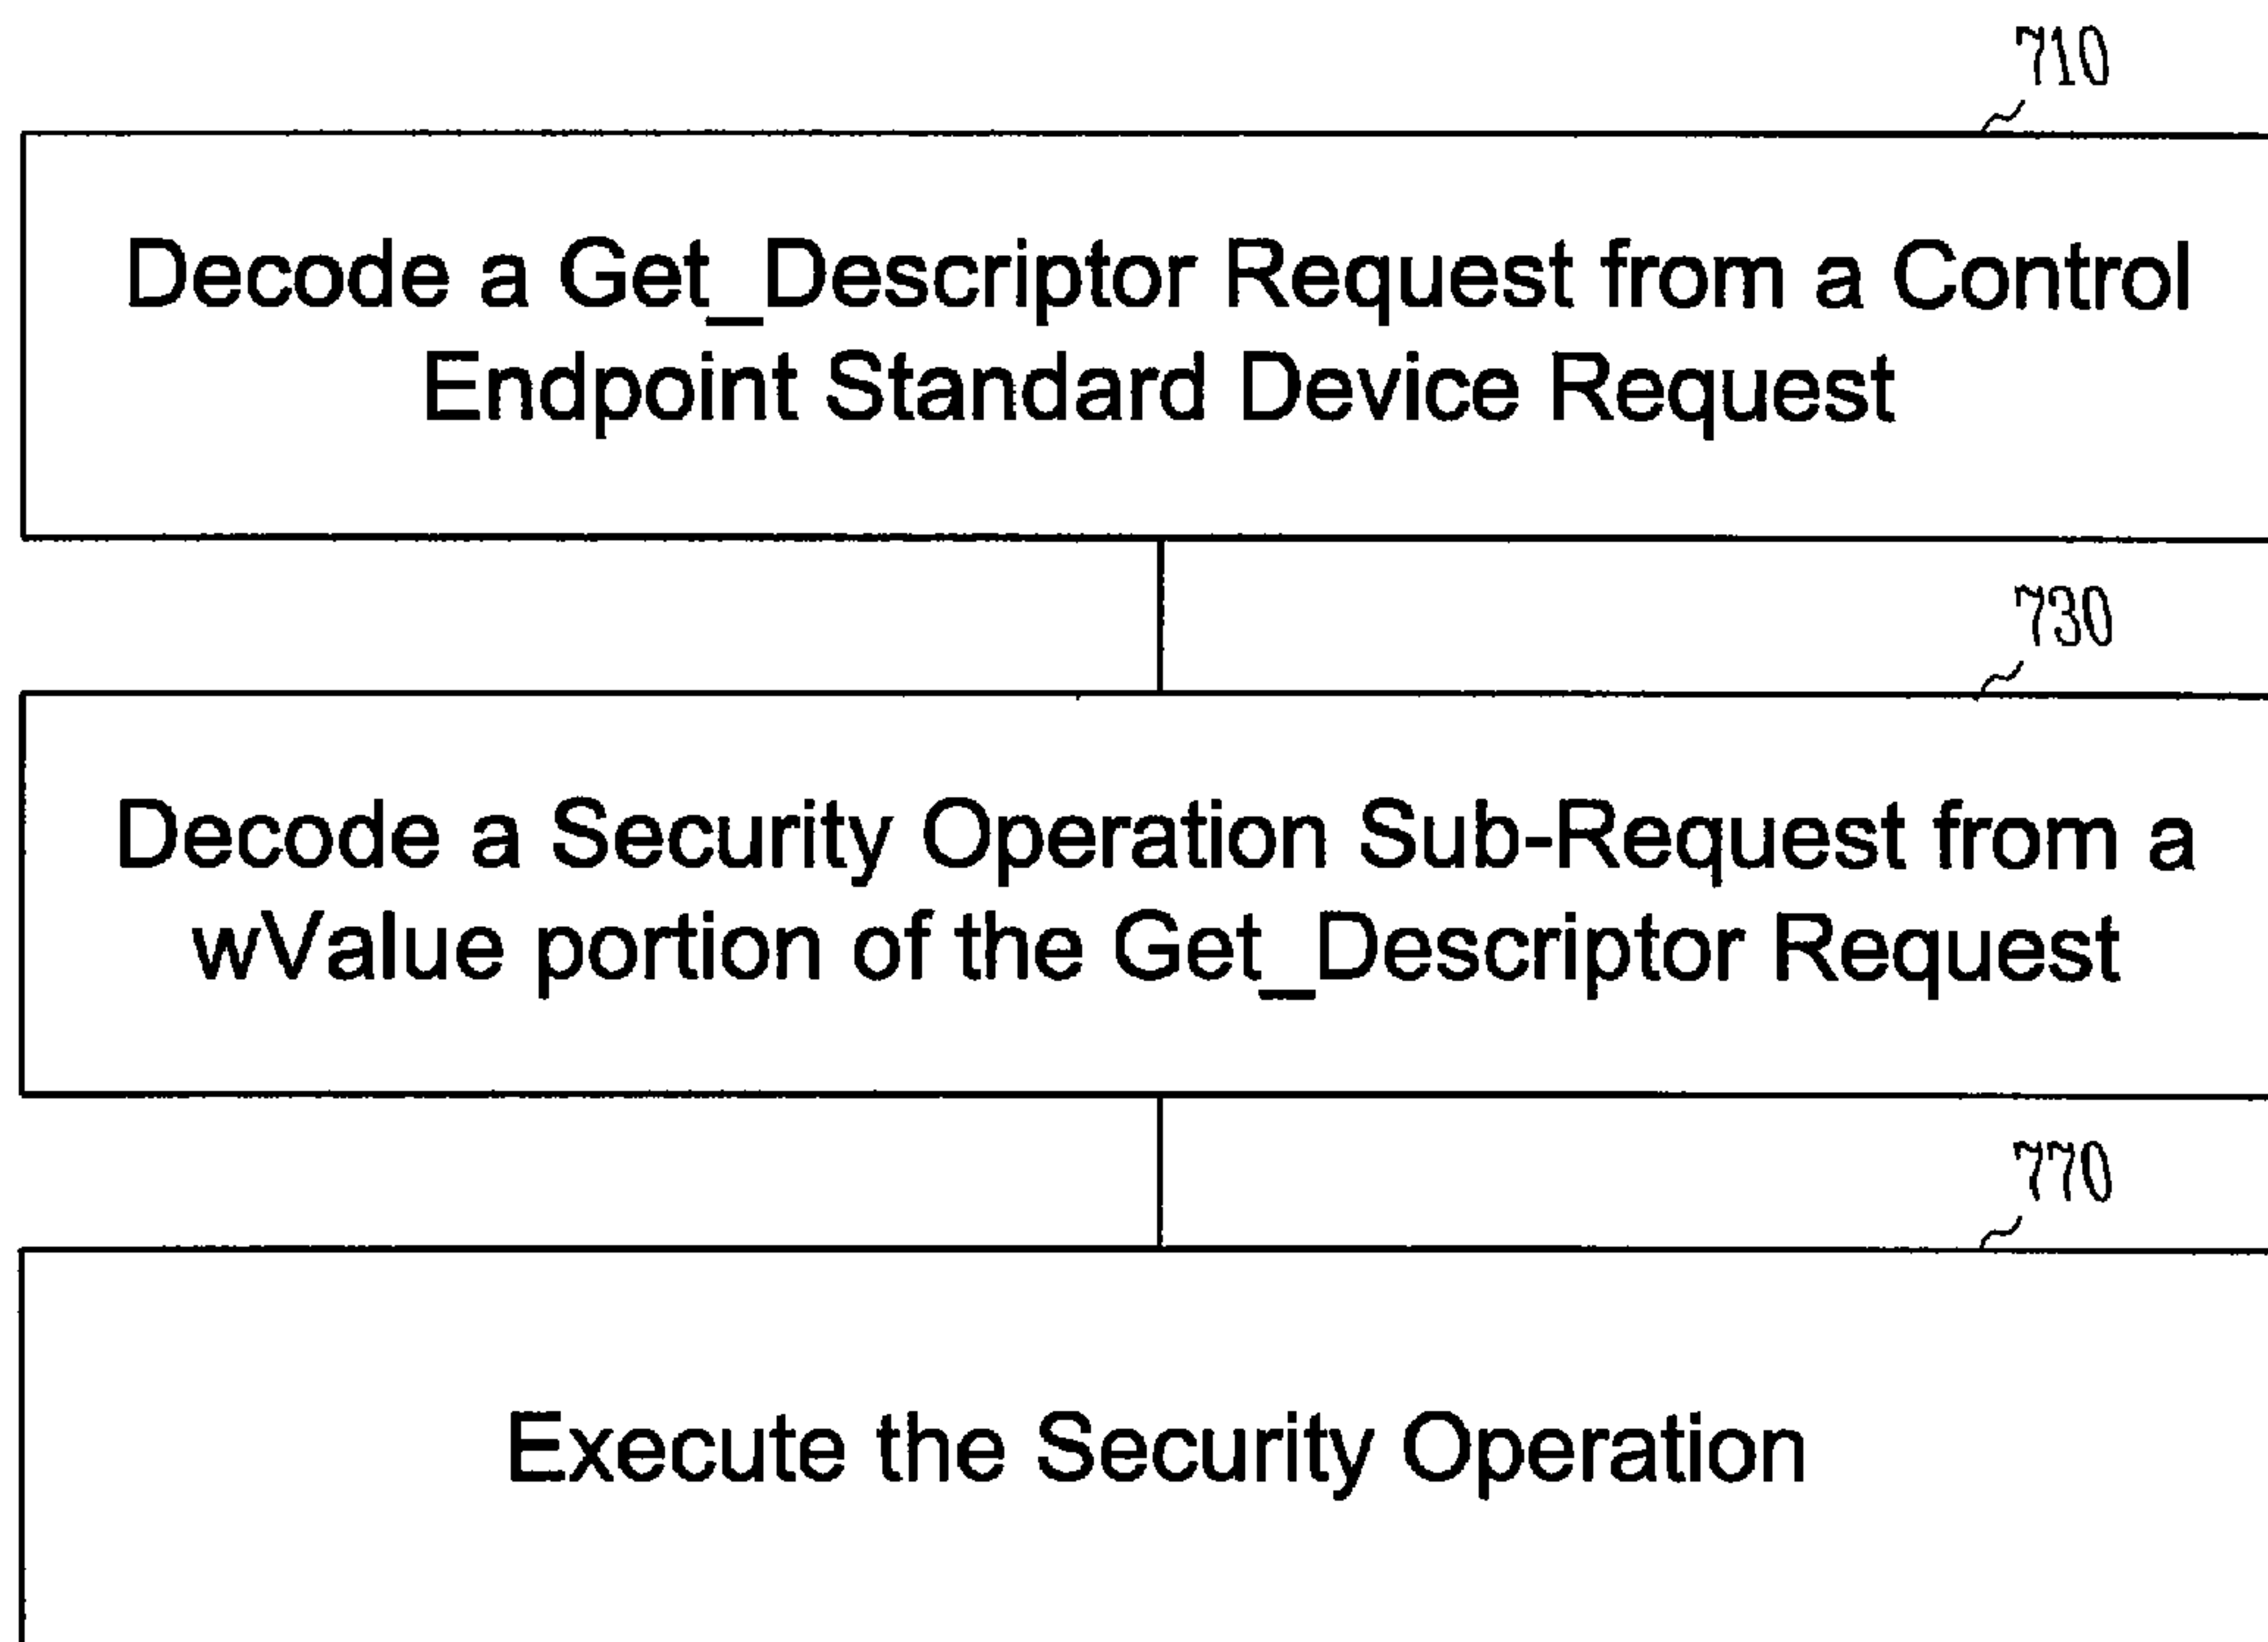 710
Decode a Get_Descriptor Request from a Control
Endpoint Standard Device Request
730
Decode a Security Operation Sub-Request from a
wValue portion of the Get_Descriptor Request
770
Execute the Security Operation